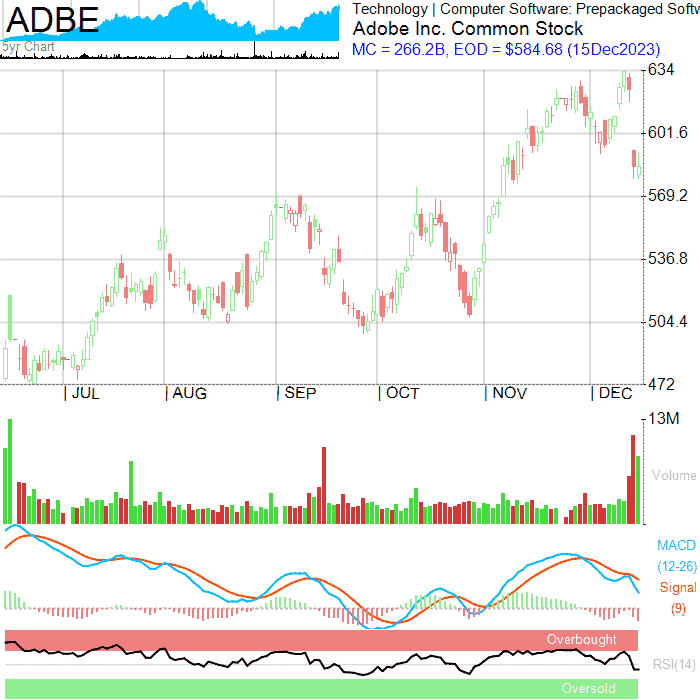 ADBE
5yr Chart
Technology | Computer Software: Prepackaged Softw
Adobe Inc. Common Stock
MC = 266.2B, EOD = $584.68 (15Dec2023)
634
601.6
569.2
536.8
504.4
472
| JUL | AUG | SEP | OCT | NOV | DEC
13M
Volume
MACD
(12-26)
Signal
(9)
Overbought
RSI(14)
Oversold